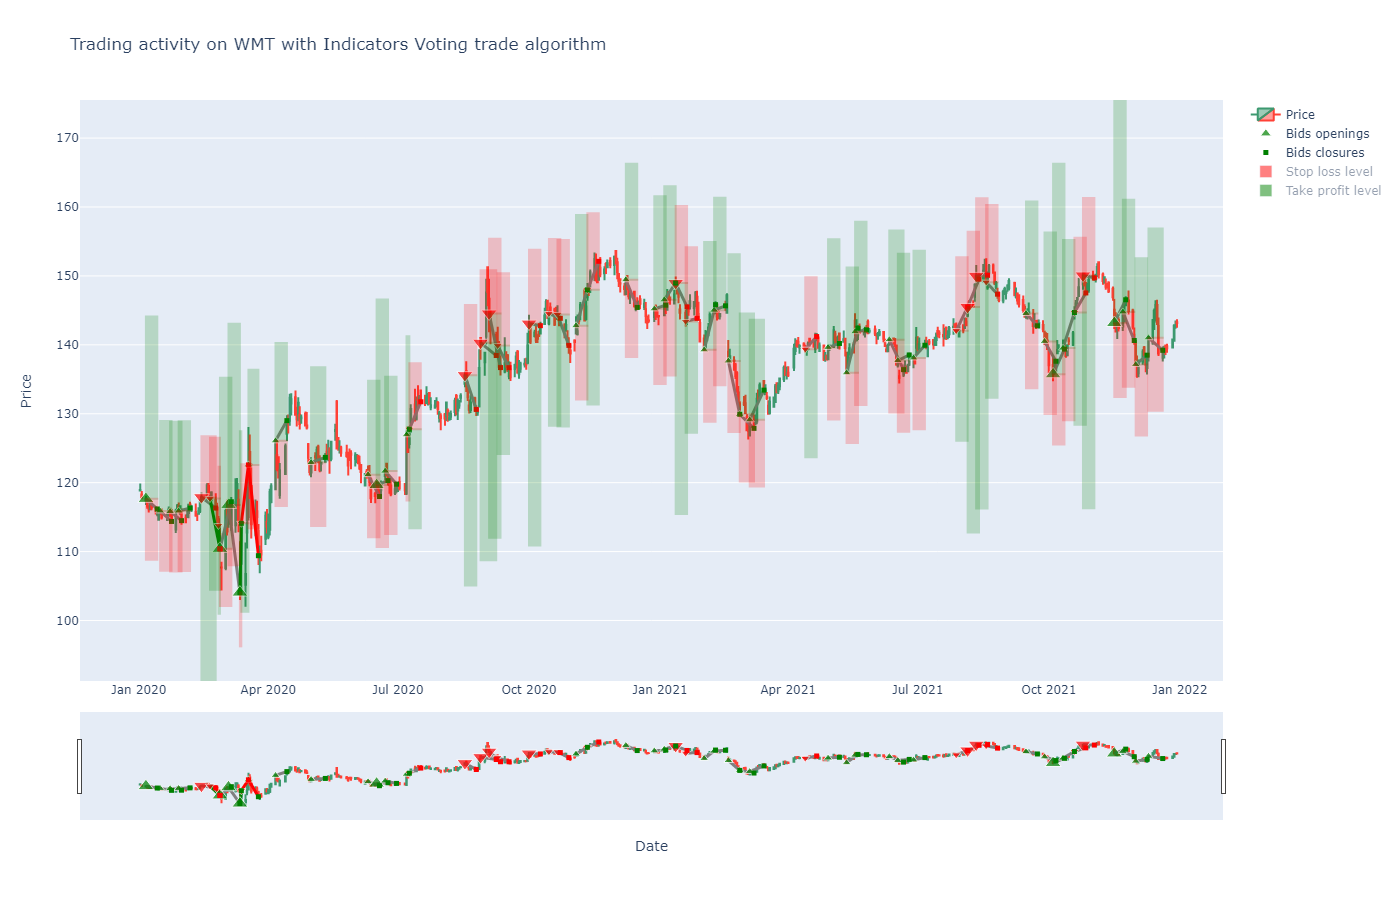 Trading activity on WMT with Indicators Voting trade algorithm
Price
Bids openings
Bids closures
Stop loss level
Take profit level
Price
170
160
150
140
130
120
110
100
Jan 2020
Apr 2020
Jul 2020
Oct 2020
Jan 2021
Apr 2021
Jul 2021
Oct 2021
Jan 2022
Date